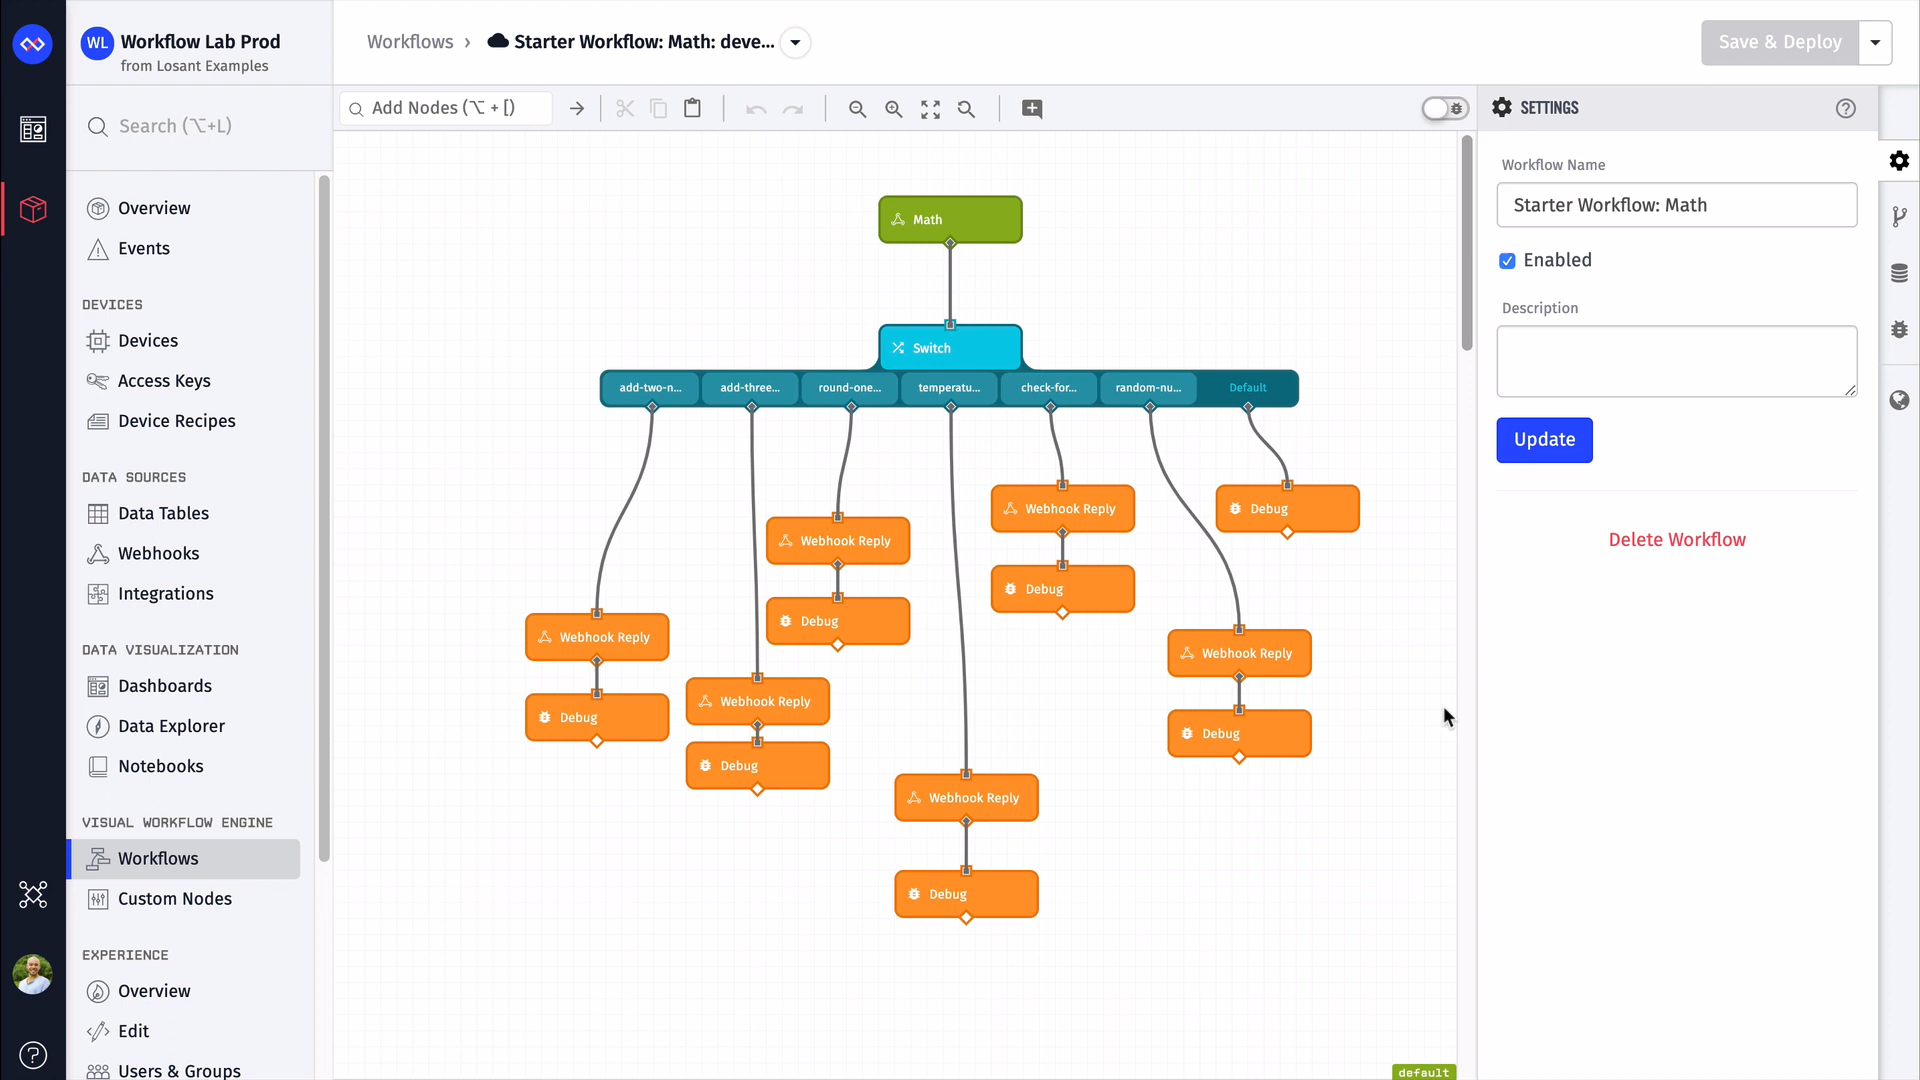 WL
Workflow Lab Prod
from Losant Examples
Search (⌥+L)
Overview
Events
DEVICES
Devices
Access Keys
Device Recipes
DATA SOURCES
Data Tables
Webhooks
Integrations
DATA VISUALIZATION
Dashboards
Data Explorer
Notebooks
VISUAL WORKFLOW ENGINE
Workflows
Custom Nodes
EXPERIENCE
Overview
Edit
Users & Groups
Workflows › Starter Workflow: Math: deve...
Save & Deploy
Add Nodes (⌥ + [)
Math
Switch
add-two-n...
add-three...
round-one...
temperatu...
check-for...
random-nu...
Default
Webhook Reply
Debug
Webhook Reply
Debug
Webhook Reply
Debug
Webhook Reply
Debug
Webhook Reply
Debug
Webhook Reply
Debug
Debug
default
SETTINGS
Workflow Name
Starter Workflow: Math
Enabled
Description
Update
Delete Workflow